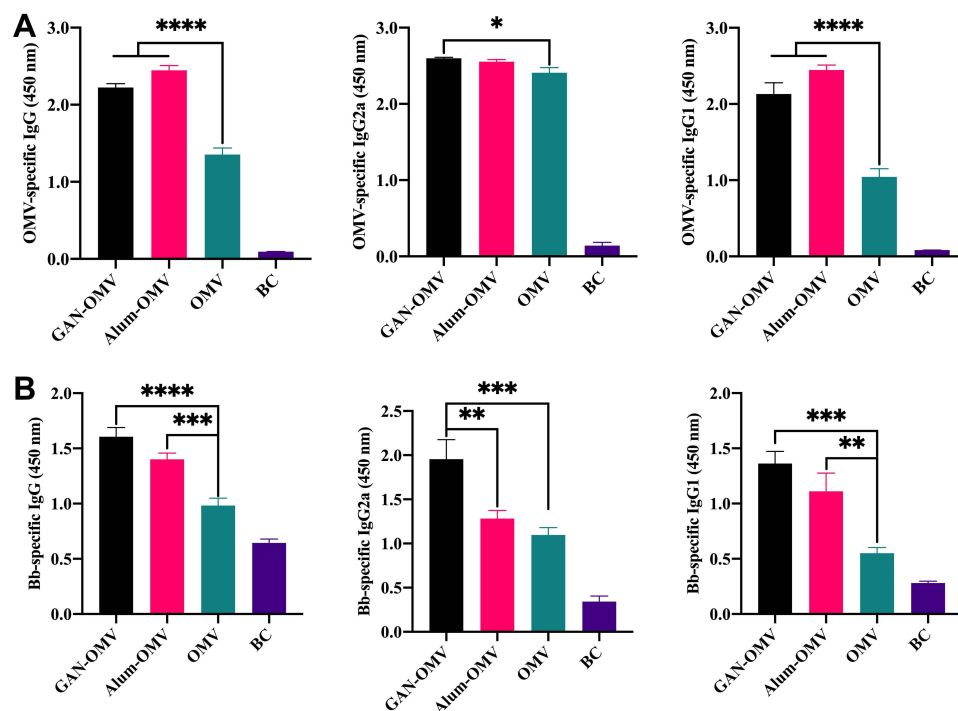 A
OMV-specific IgG (450 nm)
3.0
2.0
1.0
0.0
****
GAN-OMV
Alum-OMV
OMV
BC
OMV-specific IgG2a (450 nm)
3.0
2.0
1.0
0.0
*
GAN-OMV
Alum-OMV
OMV
BC
OMV-specific IgG1 (450 nm)
3.0
2.0
1.0
0.0
****
GAN-OMV
Alum-OMV
OMV
BC
B
Bb-specific IgG (450 nm)
2.0
1.5
1.0
0.5
0.0
****
***
GAN-OMV
Alum-OMV
OMV
BC
Bb-specific IgG2a (450 nm)
2.5
2.0
1.5
1.0
0.5
0.0
***
**
GAN-OMV
Alum-OMV
OMV
BC
Bb-specific IgG1 (450 nm)
2.0
1.5
1.0
0.5
0.0
***
**
GAN-OMV
Alum-OMV
OMV
BC